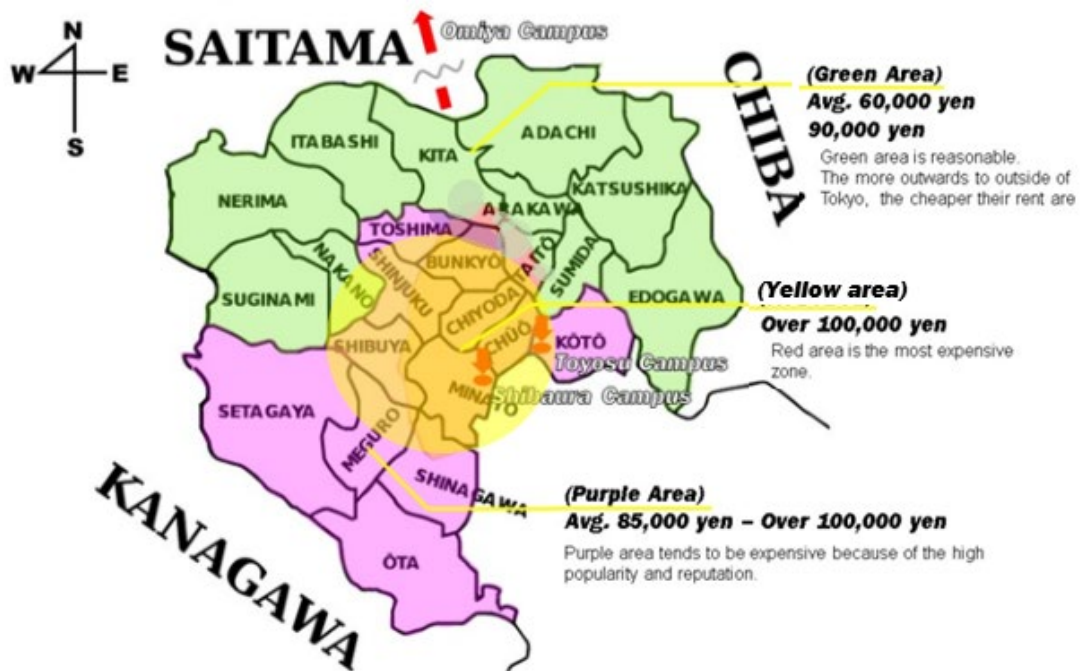 N
W E
S
SAITAMA
Omiya Campus
CHIBA
(Green Area)
Avg. 60,000 yen
90,000 yen
Green area is reasonable.
The more outwards to outside of
Tokyo, the cheaper their rent are
ITABASHI
KITA
ADACHI
NERIMA
KATSUSHIKA
ARAKAWA
TOSHIMA
NAKANO
SHINJUKU
BUNKYŌ
TAITŌ
SUMIDA
SUGINAMI
CHIYODA
EDOGAWA
(Yellow area)
Over 100,000 yen
Red area is the most expensive
zone.
SHIBUYA
CHŪŌ
KŌTŌ
Toyosu Campus
MINATO
Shibaura Campus
SETAGAYA
MEGURO
SHINAGAWA
(Purple Area)
Avg. 85,000 yen – Over 100,000 yen
Purple area tends to be expensive because of the high
popularity and reputation.
KANAGAWA
ŌTA